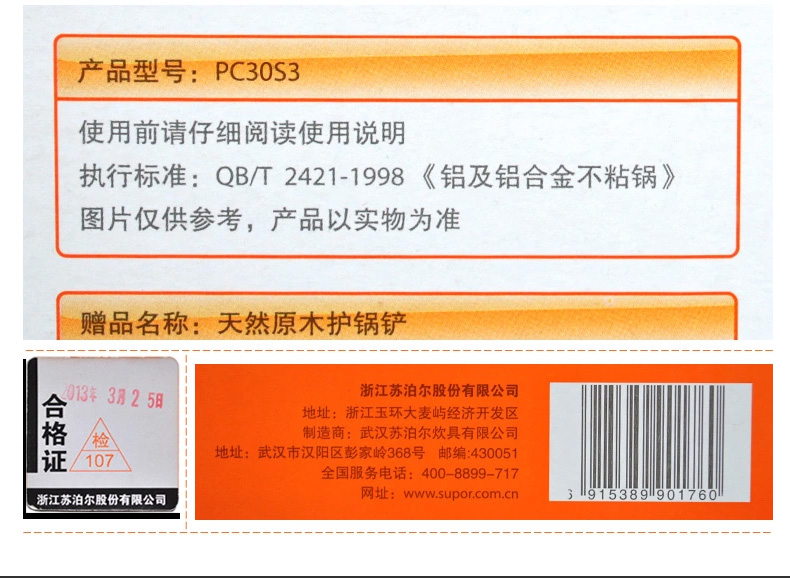 产品型号：PC30S3
使用前请仔细阅读使用说明
执行标准：QB/T 2421-1998《铝及铝合金不粘锅》
图片仅供参考，产品以实物为准
赠品名称：天然原木护锅铲
2013年 3月 2 5日
合格证
检
107
浙江苏泊尔股份有限公司
浙江苏泊尔股份有限公司
地址：浙江玉环大麦屿经济开发区
制造商：武汉苏泊尔炊具有限公司
地址：武汉市汉阳区彭家岭368号 邮编:430051
全国服务电话：400-8899-717
网址：www.supor.com.cn
6 915389 901760